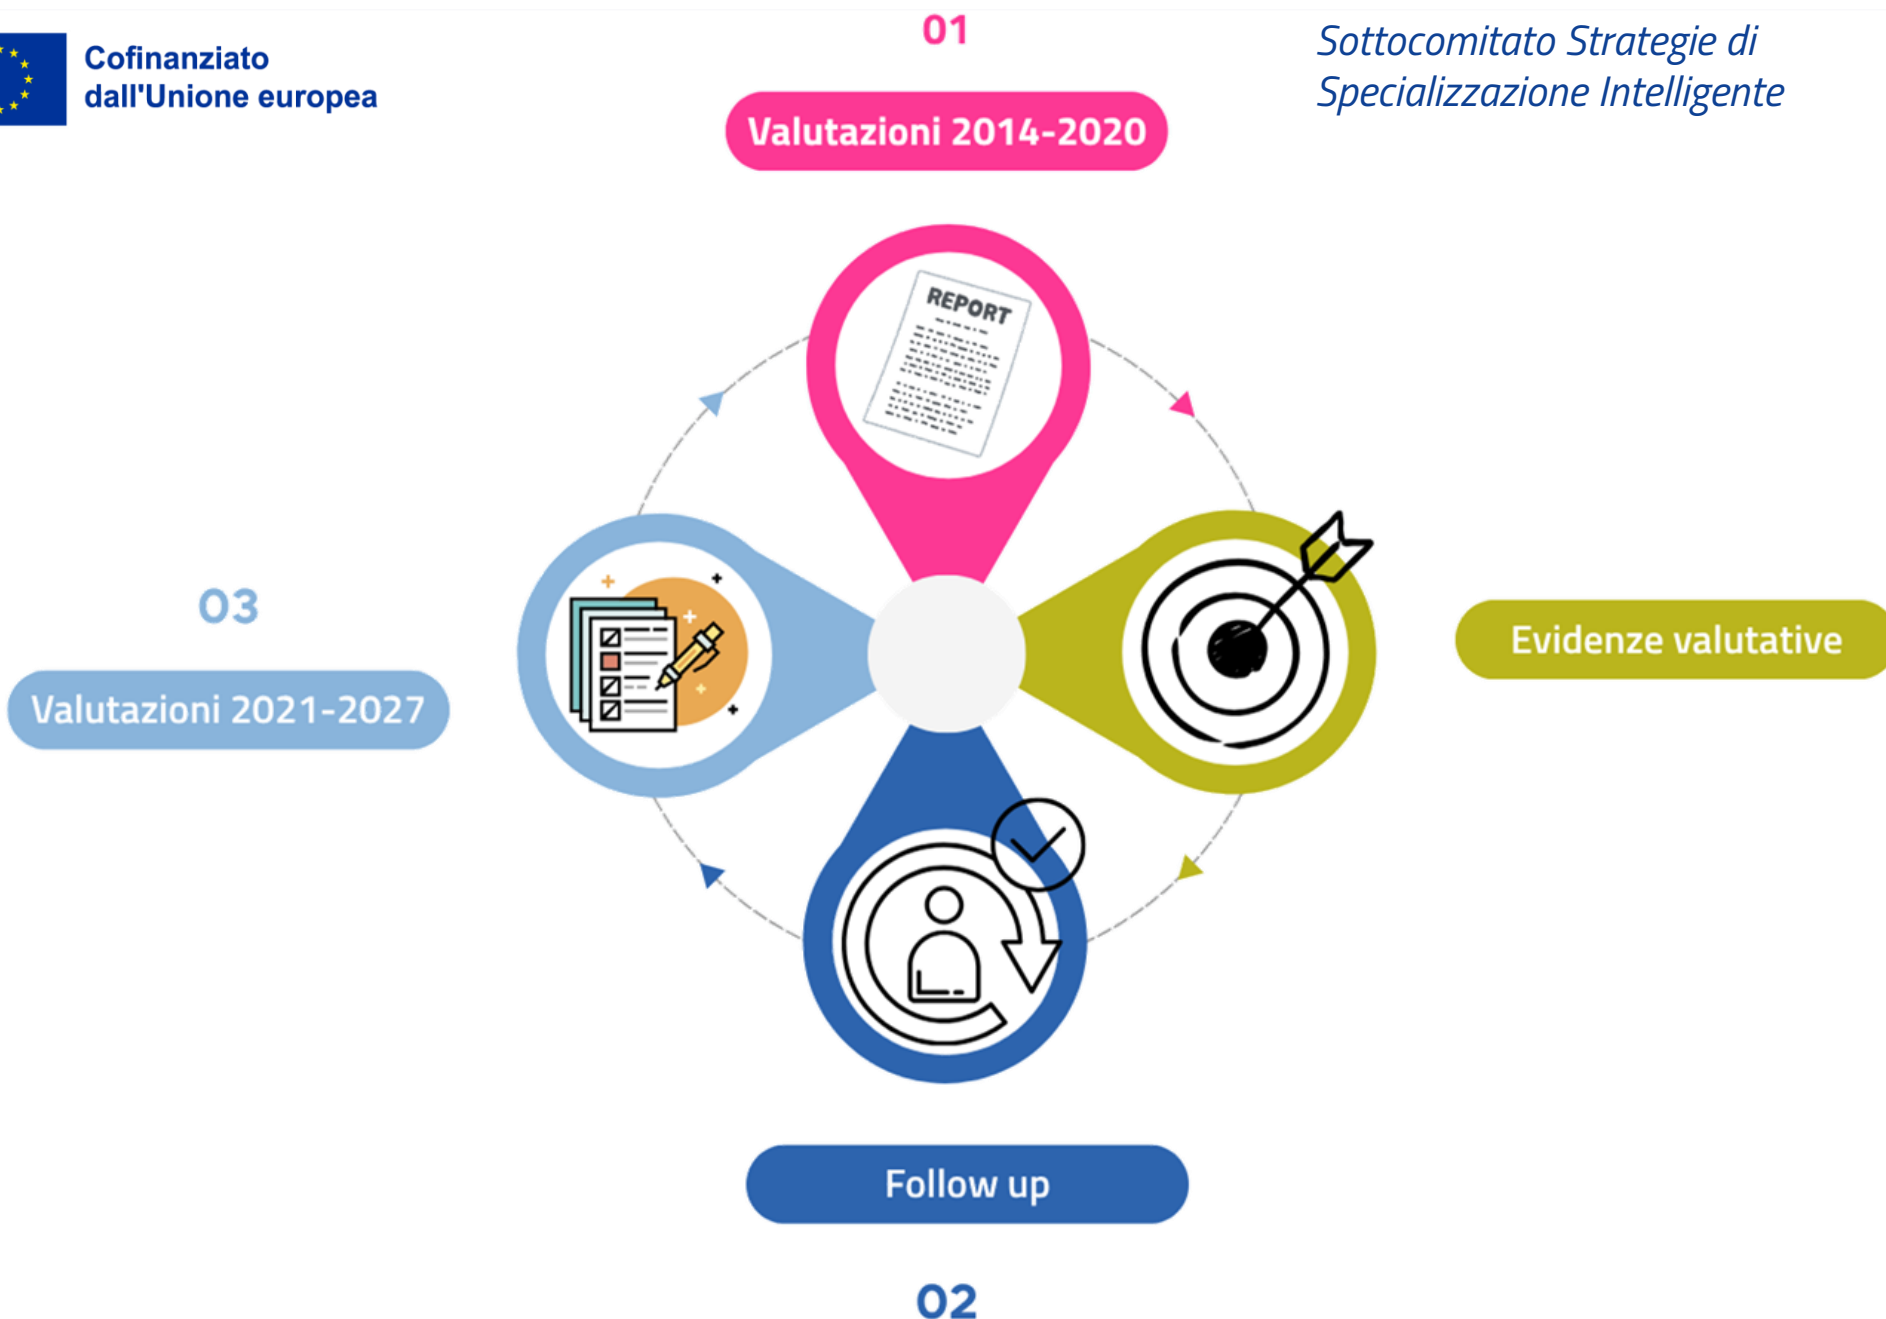 01
Cofinanziato
dall'Unione europea
Sottocomitato Strategie di
Specializzazione Intelligente
Valutazioni 2014-2020
REPORT
03
Valutazioni 2021-2027
Evidenze valutative
Follow up
02